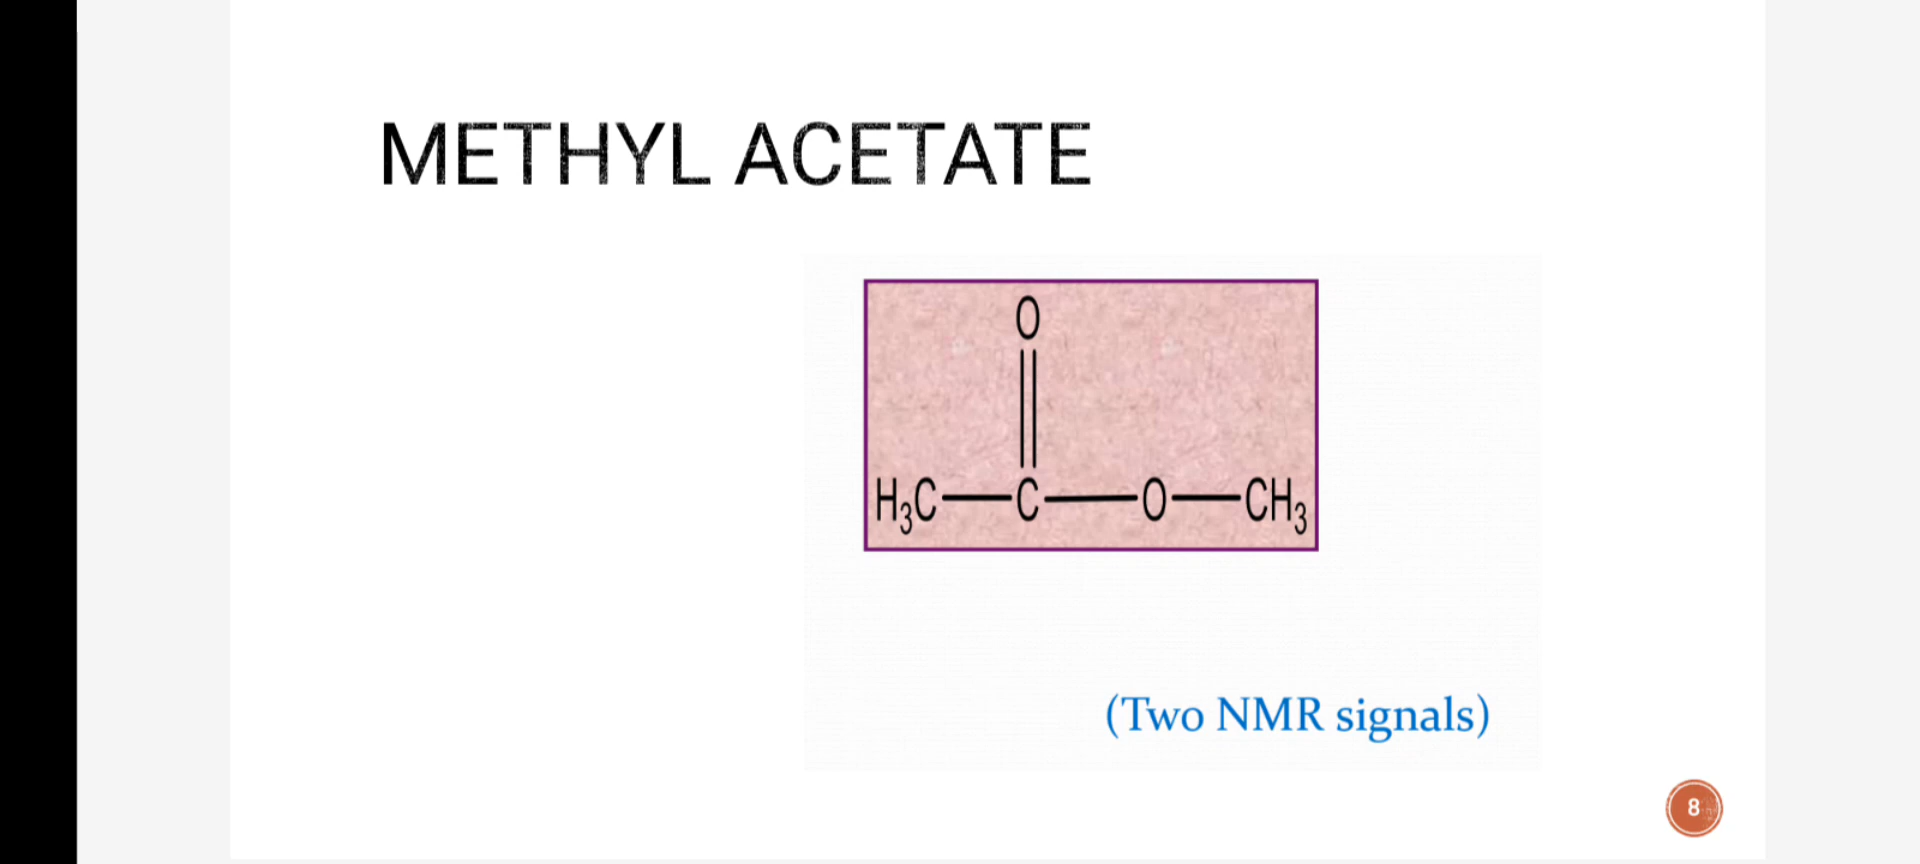 METHYL ACETATE
O
H₃C—C—O—CH₃
(Two NMR signals)
8